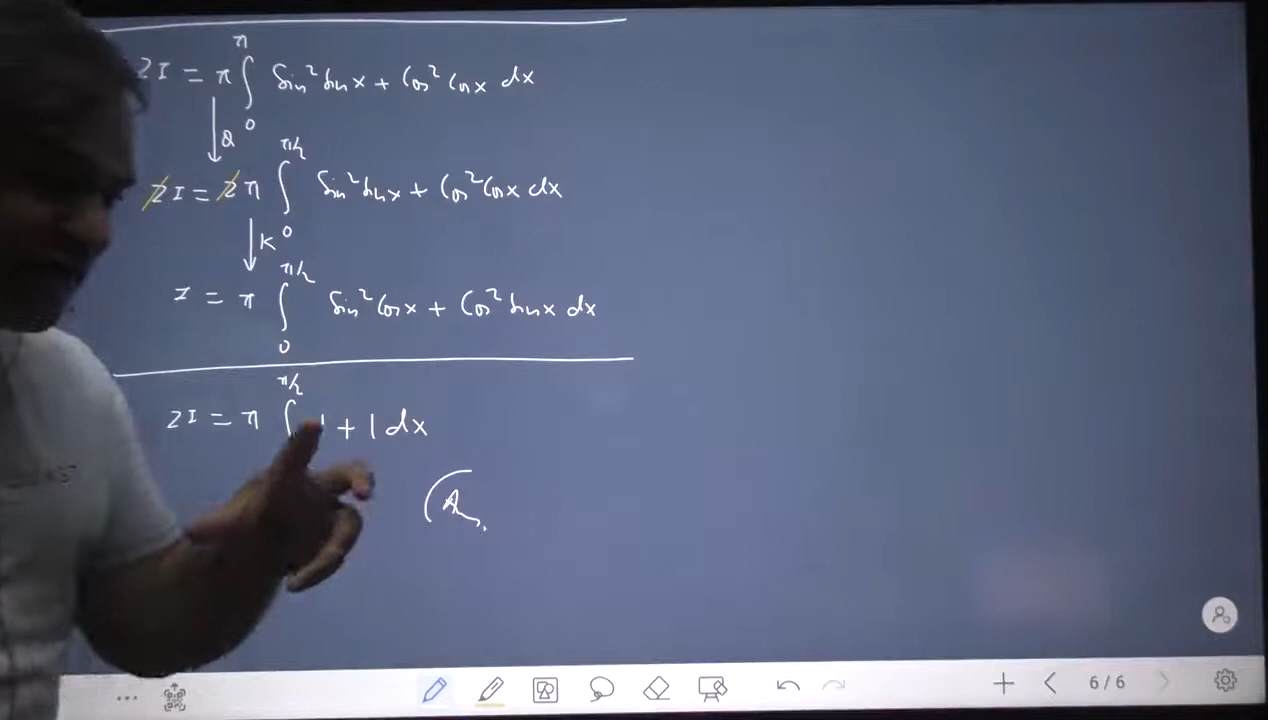 2I = π ∫₀^π Sin² Sin x + Cos² Cos x dx
Q
2I = 2π ∫₀^(π/2) Sin² Sin x + Cos² Cos x dx
K
I = π ∫₀^(π/2) Sin² Cos x + Cos² Sin x dx
2I = π ∫^(π/2) 1 + 1 dx
6/6